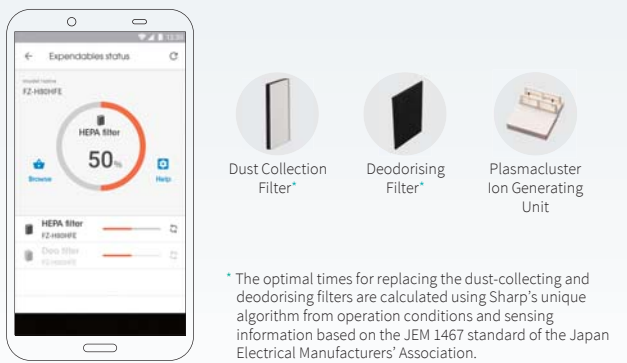 12:30
Expendables status
model name
FZ-H80HFE
HEPA filter
50%
Browse
Help
HEPA filter
FZ-H80HFE
Deo filter
FZ-H80DFE
Dust Collection
Filter*
Deodorising
Filter*
Plasmacluster
Ion Generating
Unit
* The optimal times for replacing the dust-collecting and
deodorising filters are calculated using Sharp’s unique
algorithm from operation conditions and sensing
information based on the JEM 1467 standard of the Japan
Electrical Manufacturers’ Association.